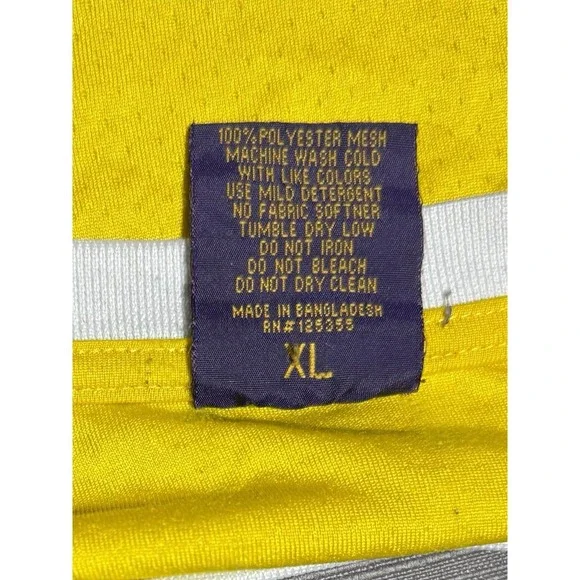 100% POLYESTER MESH
MACHINE WASH COLD
WITH LIKE COLORS
USE MILD DETERGENT
NO FABRIC SOFTNER
TUMBLE DRY LOW
DO NOT IRON
DO NOT BLEACH
DO NOT DRY CLEAN
MADE IN BANGLADESH
RN#125355
XL